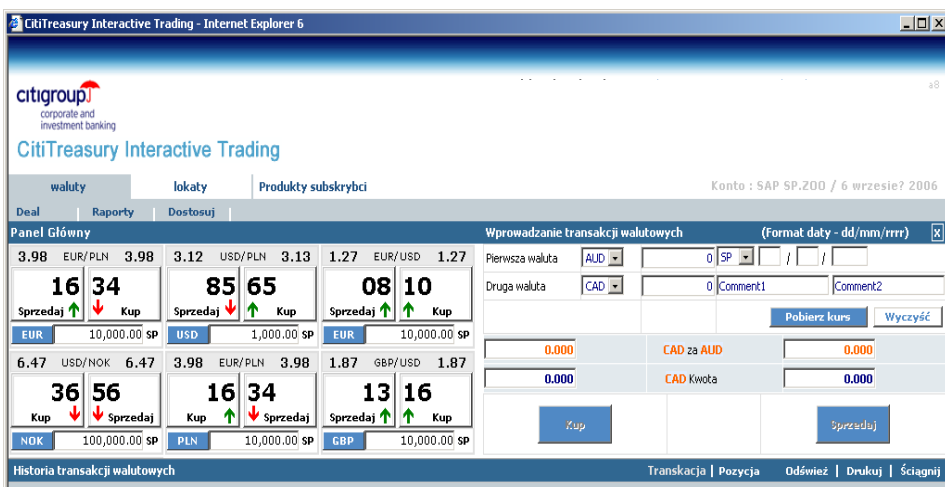 CitiTreasury Interactive Trading - Internet Explorer 6
a8
citigroup
corporate and
investment banking
CitiTreasury Interactive Trading
waluty lokaty Produkty subskrybci Konto : SAP SP.ZOO / 6 wrzesie? 2006
Deal | Raporty | Dostosuj |
Panel Główny
3.98 EUR/PLN 3.98 3.12 USD/PLN 3.13 1.27 EUR/USD 1.27
16 34 85 65 08 10
Sprzedaj Kup Sprzedaj Kup Sprzedaj Kup
EUR 10,000.00 SP USD 1,000.00 SP EUR 10,000.00 SP
6.47 USD/NOK 6.47 3.98 EUR/PLN 3.98 1.87 GBP/USD 1.87
36 56 16 34 13 16
Kup Sprzedaj Kup Sprzedaj Sprzedaj Kup
NOK 100,000.00 SP PLN 10,000.00 SP GBP 10,000.00 SP
Wprowadzanie transakcji walutowych (Format daty - dd/mm/rrrr) X
Pierwsza waluta AUD 0 SP / /
Druga waluta CAD 0 Comment1 Comment2
Pobierz kurs Wyczyść
0.000 CAD za AUD 0.000
0.000 CAD Kwota 0.000
Kup Sprzedaj
Historia transakcji walutowych Transkacja | Pozycja Odśwież | Drukuj | Ściągnij